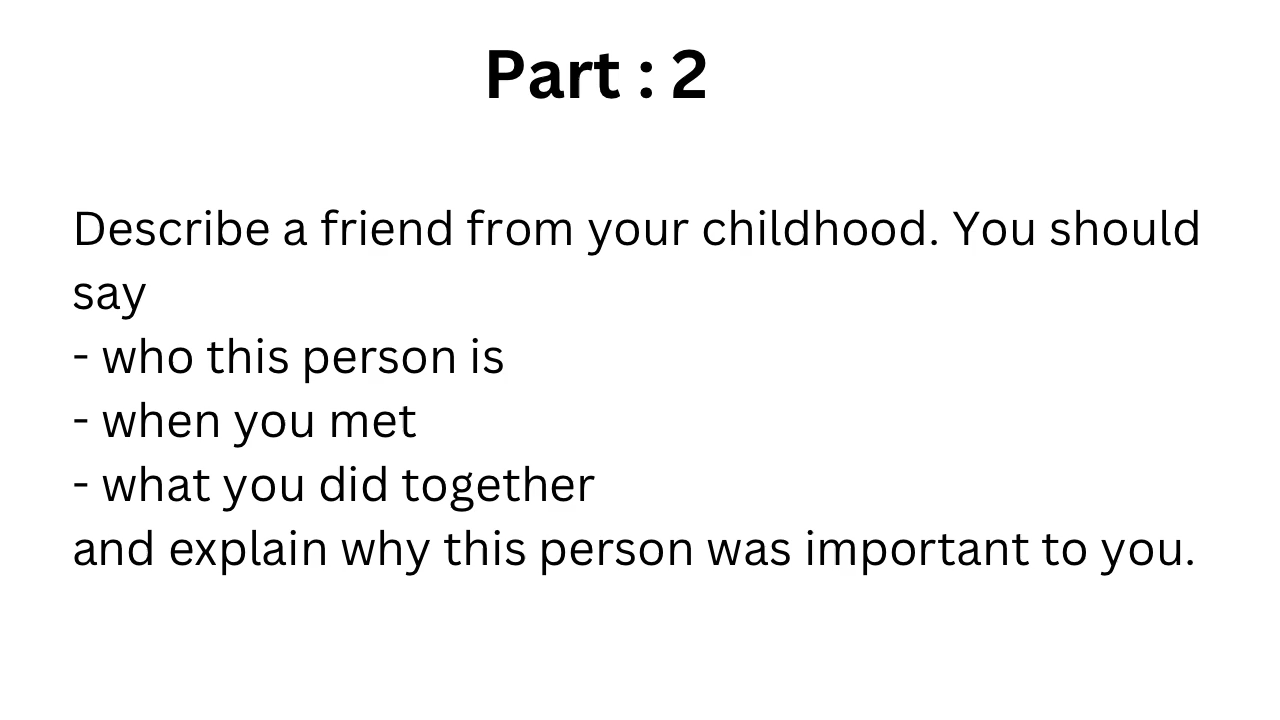 Part : 2
Describe a friend from your childhood. You should
say
- who this person is
- when you met
- what you did together
and explain why this person was important to you.